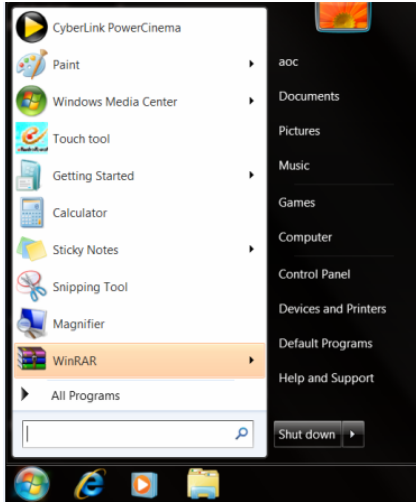 CyberLink PowerCinema
Paint
Windows Media Center
Touch tool
Getting Started
Calculator
Sticky Notes
Snipping Tool
Magnifier
WinRAR
All Programs
aoc
Documents
Pictures
Music
Games
Computer
Control Panel
Devices and Printers
Default Programs
Help and Support
Shut down